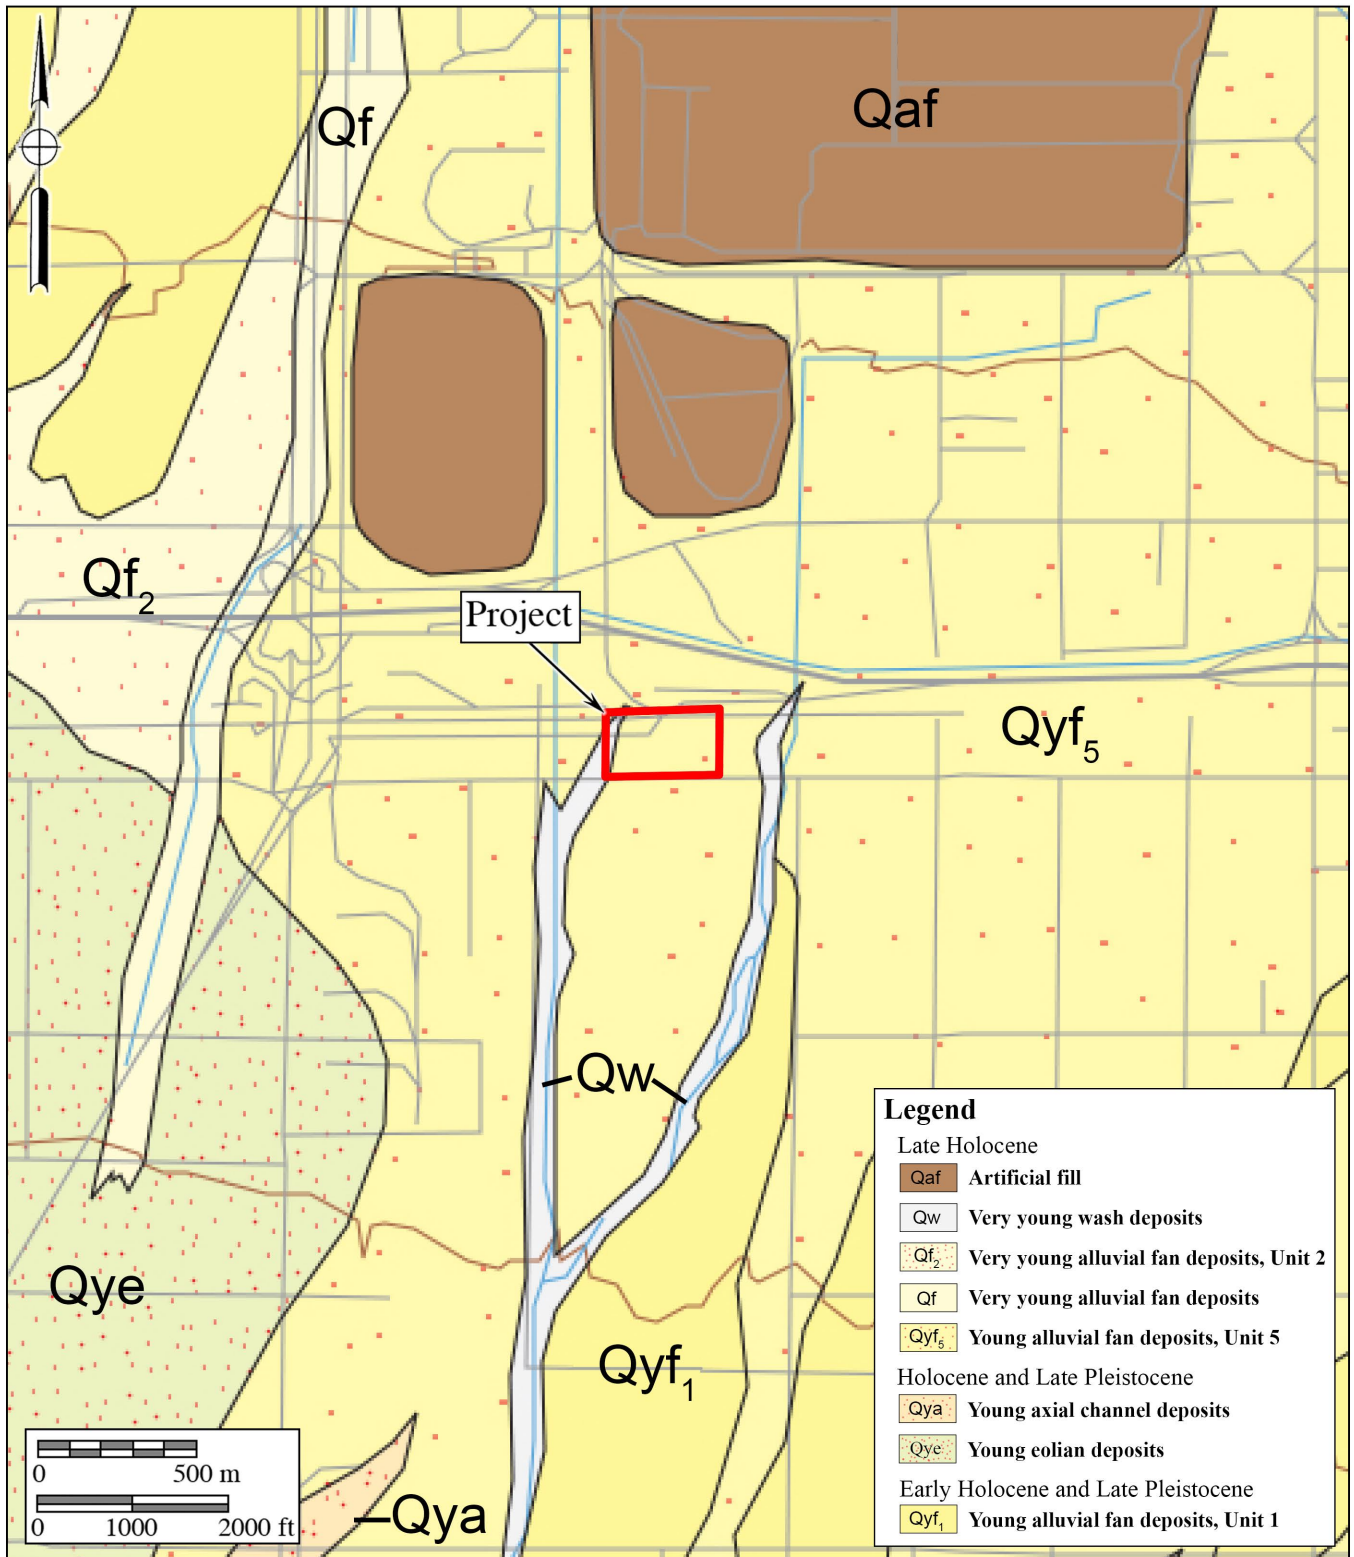 Qf
Qaf
Qf2
Project
Qyf5
Qw
Qye
Qyf1
Qya
0 500 m
0 1000 2000 ft
Legend
Late Holocene
Qaf Artificial fill
Qw Very young wash deposits
Qf2 Very young alluvial fan deposits, Unit 2
Qf Very young alluvial fan deposits
Qyf5 Young alluvial fan deposits, Unit 5
Holocene and Late Pleistocene
Qya Young axial channel deposits
Qye Young eolian deposits
Early Holocene and Late Pleistocene
Qyf1 Young alluvial fan deposits, Unit 1